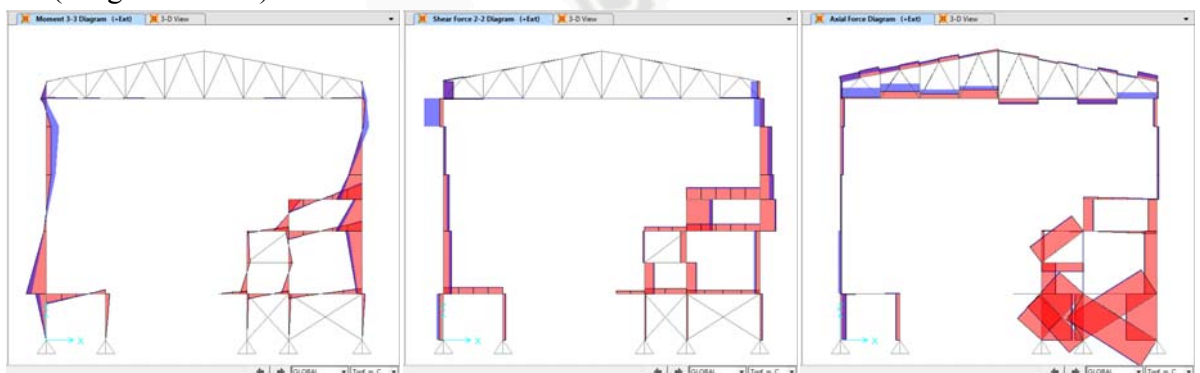 Moment 3-3 Diagram (+Ext)
3-D View
Shear Force 2-2 Diagram (+Ext)
3-D View
Axial Force Diagram (+Ext)
3-D View
X
X
X
GLOBAL
GLOBAL
GLOBAL